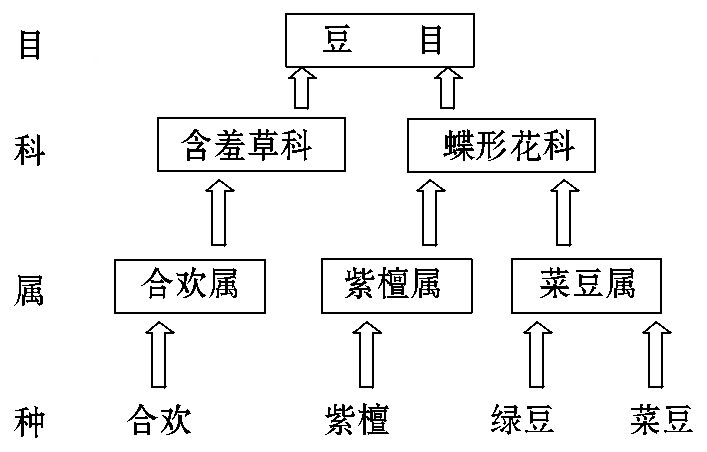 目 豆 目
科 含羞草科 蝶形花科
属 合欢属 紫檀属 菜豆属
种 合欢 紫檀 绿豆 菜豆